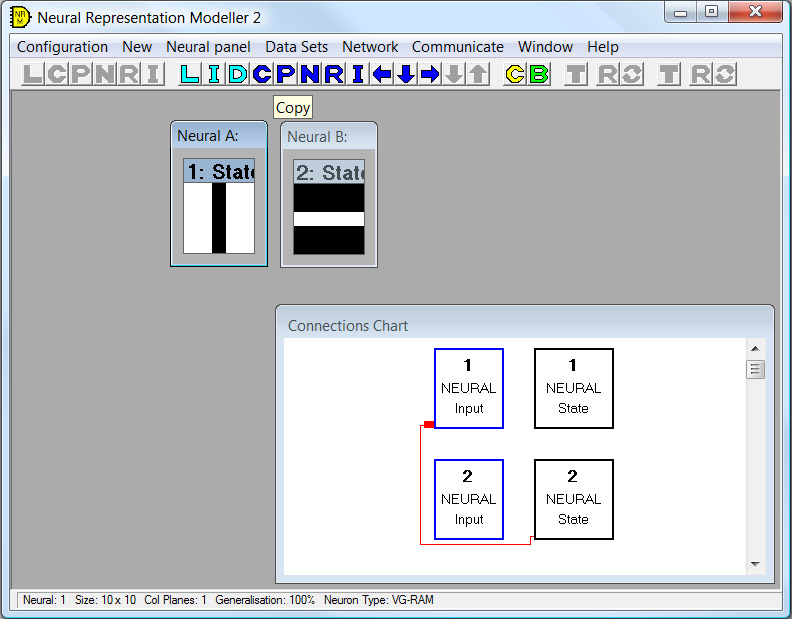 NR
M
Neural Representation Modeller 2
Configuration New Neural panel Data Sets Network Communicate Window Help
L C P N R I L I D C P N R I C B T R T R
Copy
Neural A:
Neural B:
1: State
2: State
Connections Chart
1
NEURAL
Input
1
NEURAL
State
2
NEURAL
Input
2
NEURAL
State
Neural: 1 Size: 10 x 10 Col Planes: 1 Generalisation: 100% Neuron Type: VG-RAM